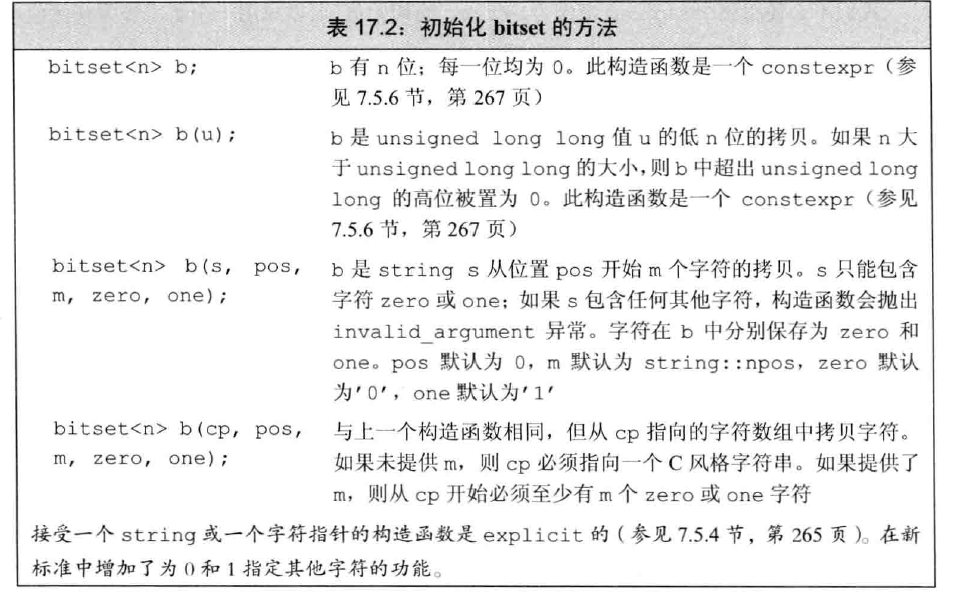 表 17.2：初始化 bitset 的方法
bitset<n> b; b 有 n 位；每一位均为 0。此构造函数是一个 constexpr（参
见 7.5.6 节，第 267 页）
bitset<n> b(u); b 是 unsigned long long 值 u 的低 n 位的拷贝。如果 n 大
于 unsigned long long 的大小，则 b 中超出 unsigned long
long 的高位被置为 0。此构造函数是一个 constexpr（参见
7.5.6 节，第 267 页）
bitset<n> b(s, pos, b 是 string s 从位置 pos 开始 m 个字符的拷贝。s 只能包含
m, zero, one); 字符 zero 或 one；如果 s 包含任何其他字符，构造函数会抛出
invalid_argument 异常。字符在 b 中分别保存为 zero 和
one。pos 默认为 0，m 默认为 string::npos，zero 默认
为'0'，one 默认为'1'
bitset<n> b(cp, pos, 与上一个构造函数相同，但从 cp 指向的字符数组中拷贝字符。
m, zero, one); 如果未提供 m，则 cp 必须指向一个 C 风格字符串。如果提供了
m，则从 cp 开始必须至少有 m 个 zero 或 one 字符
接受一个 string 或一个字符指针的构造函数是 explicit 的（参见 7.5.4 节，第 265 页）。在新
标准中增加了为 0 和 1 指定其他字符的功能。